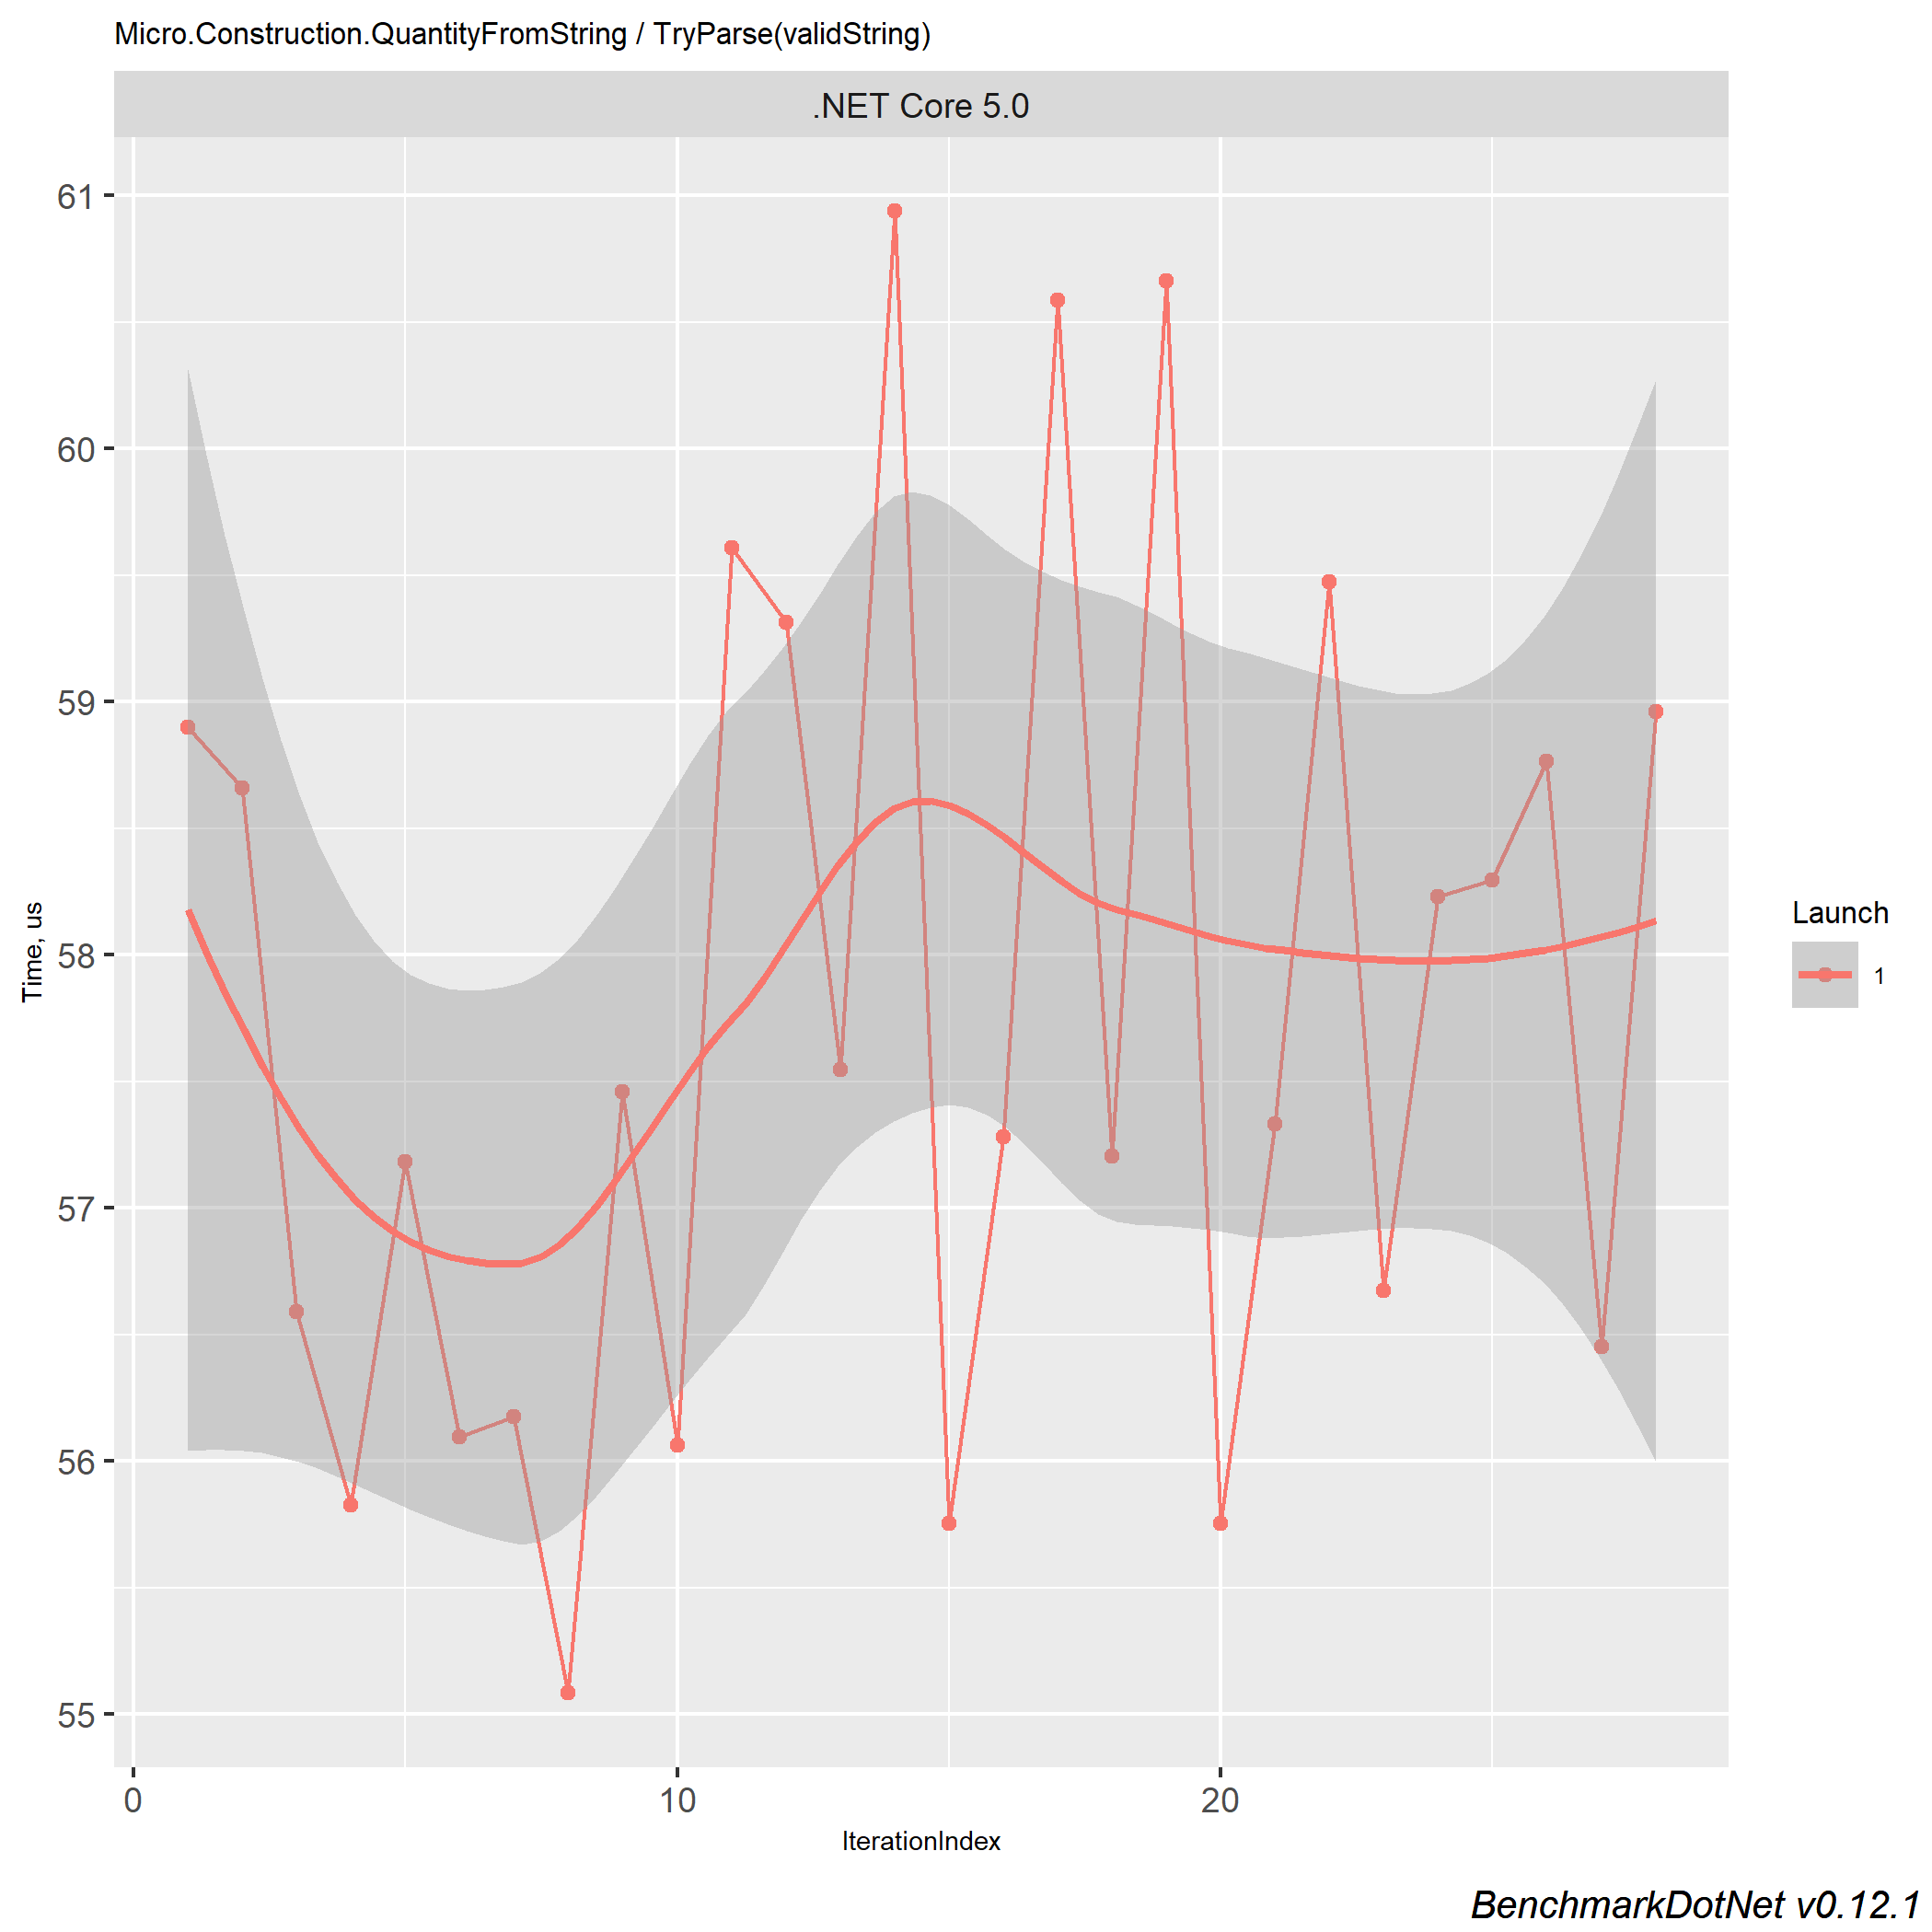 Micro.Construction.QuantityFromString / TryParse(validString)
.NET Core 5.0
61
60
59
58
57
56
55
Time, us
0 10 20
IterationIndex
Launch
1
BenchmarkDotNet v0.12.1